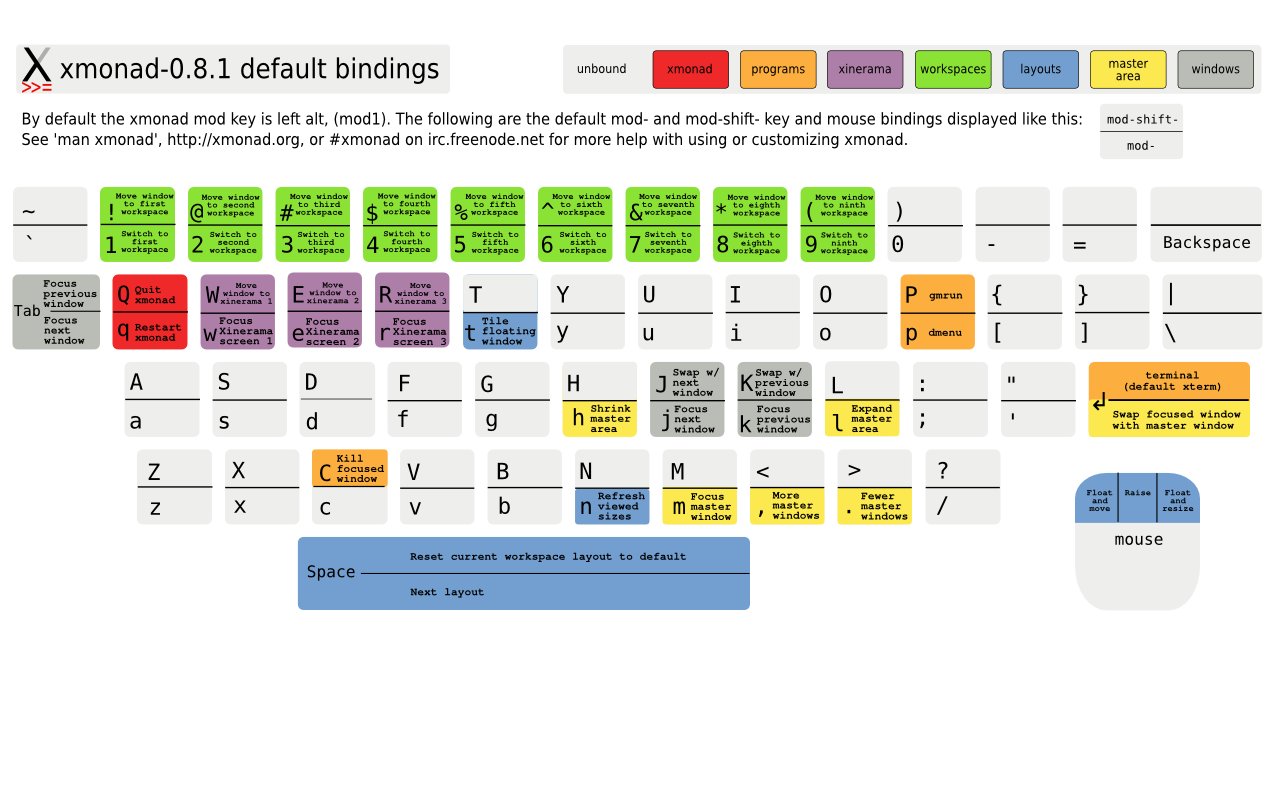 X
>>=
xmonad-0.8.1 default bindings
unbound
xmonad
programs
xinerama
workspaces
layouts
master
area
windows
By default the xmonad mod key is left alt, (mod1). The following are the default mod- and mod-shift- key and mouse bindings displayed like this:
See 'man xmonad', http://xmonad.org, or #xmonad on irc.freenode.net for more help with using or customizing xmonad.
mod-shift-
mod-
~
`
! Move window
to first
workspace
1 Switch to
first
workspace
@ Move window
to second
workspace
2 Switch to
second
workspace
# Move window
to third
workspace
3 Switch to
third
workspace
$ Move window
to fourth
workspace
4 Switch to
fourth
workspace
% Move window
to fifth
workspace
5 Switch to
fifth
workspace
^ Move window
to sixth
workspace
6 Switch to
sixth
workspace
& Move window
to seventh
workspace
7 Switch to
seventh
workspace
* Move window
to eighth
workspace
8 Switch to
eighth
workspace
( Move window
to ninth
workspace
9 Switch to
ninth
workspace
)
0
-
=
Backspace
Tab
Focus
previous
window
Focus
next
window
Q Quit
xmonad
q Restart
xmonad
W Move
window to
xinerama 1
w Focus
Xinerama
screen 1
E Move
window to
xinerama 2
e Focus
Xinerama
screen 2
R Move
window to
xinerama 3
r Focus
Xinerama
screen 3
T
t Tile
floating
window
Y
y
U
u
I
i
O
o
P gmrun
p dmenu
{
[
}
]
|
\
A
a
S
s
D
d
F
f
G
g
H
h Shrink
master
area
J Swap w/
next
window
j Focus
next
window
K Swap w/
previous
window
k Focus
previous
window
L
l Expand
master
area
:
;
"
'
↲
terminal
(default xterm)
Swap focused window
with master window
Z
z
X
x
C Kill
focused
window
c
V
v
B
b
N
n Refresh
viewed
sizes
M
m Focus
master
window
<
, More
master
windows
>
. Fewer
master
windows
?
/
Space
Reset current workspace layout to default
Next layout
Float
and
move
Raise
Float
and
resize
mouse